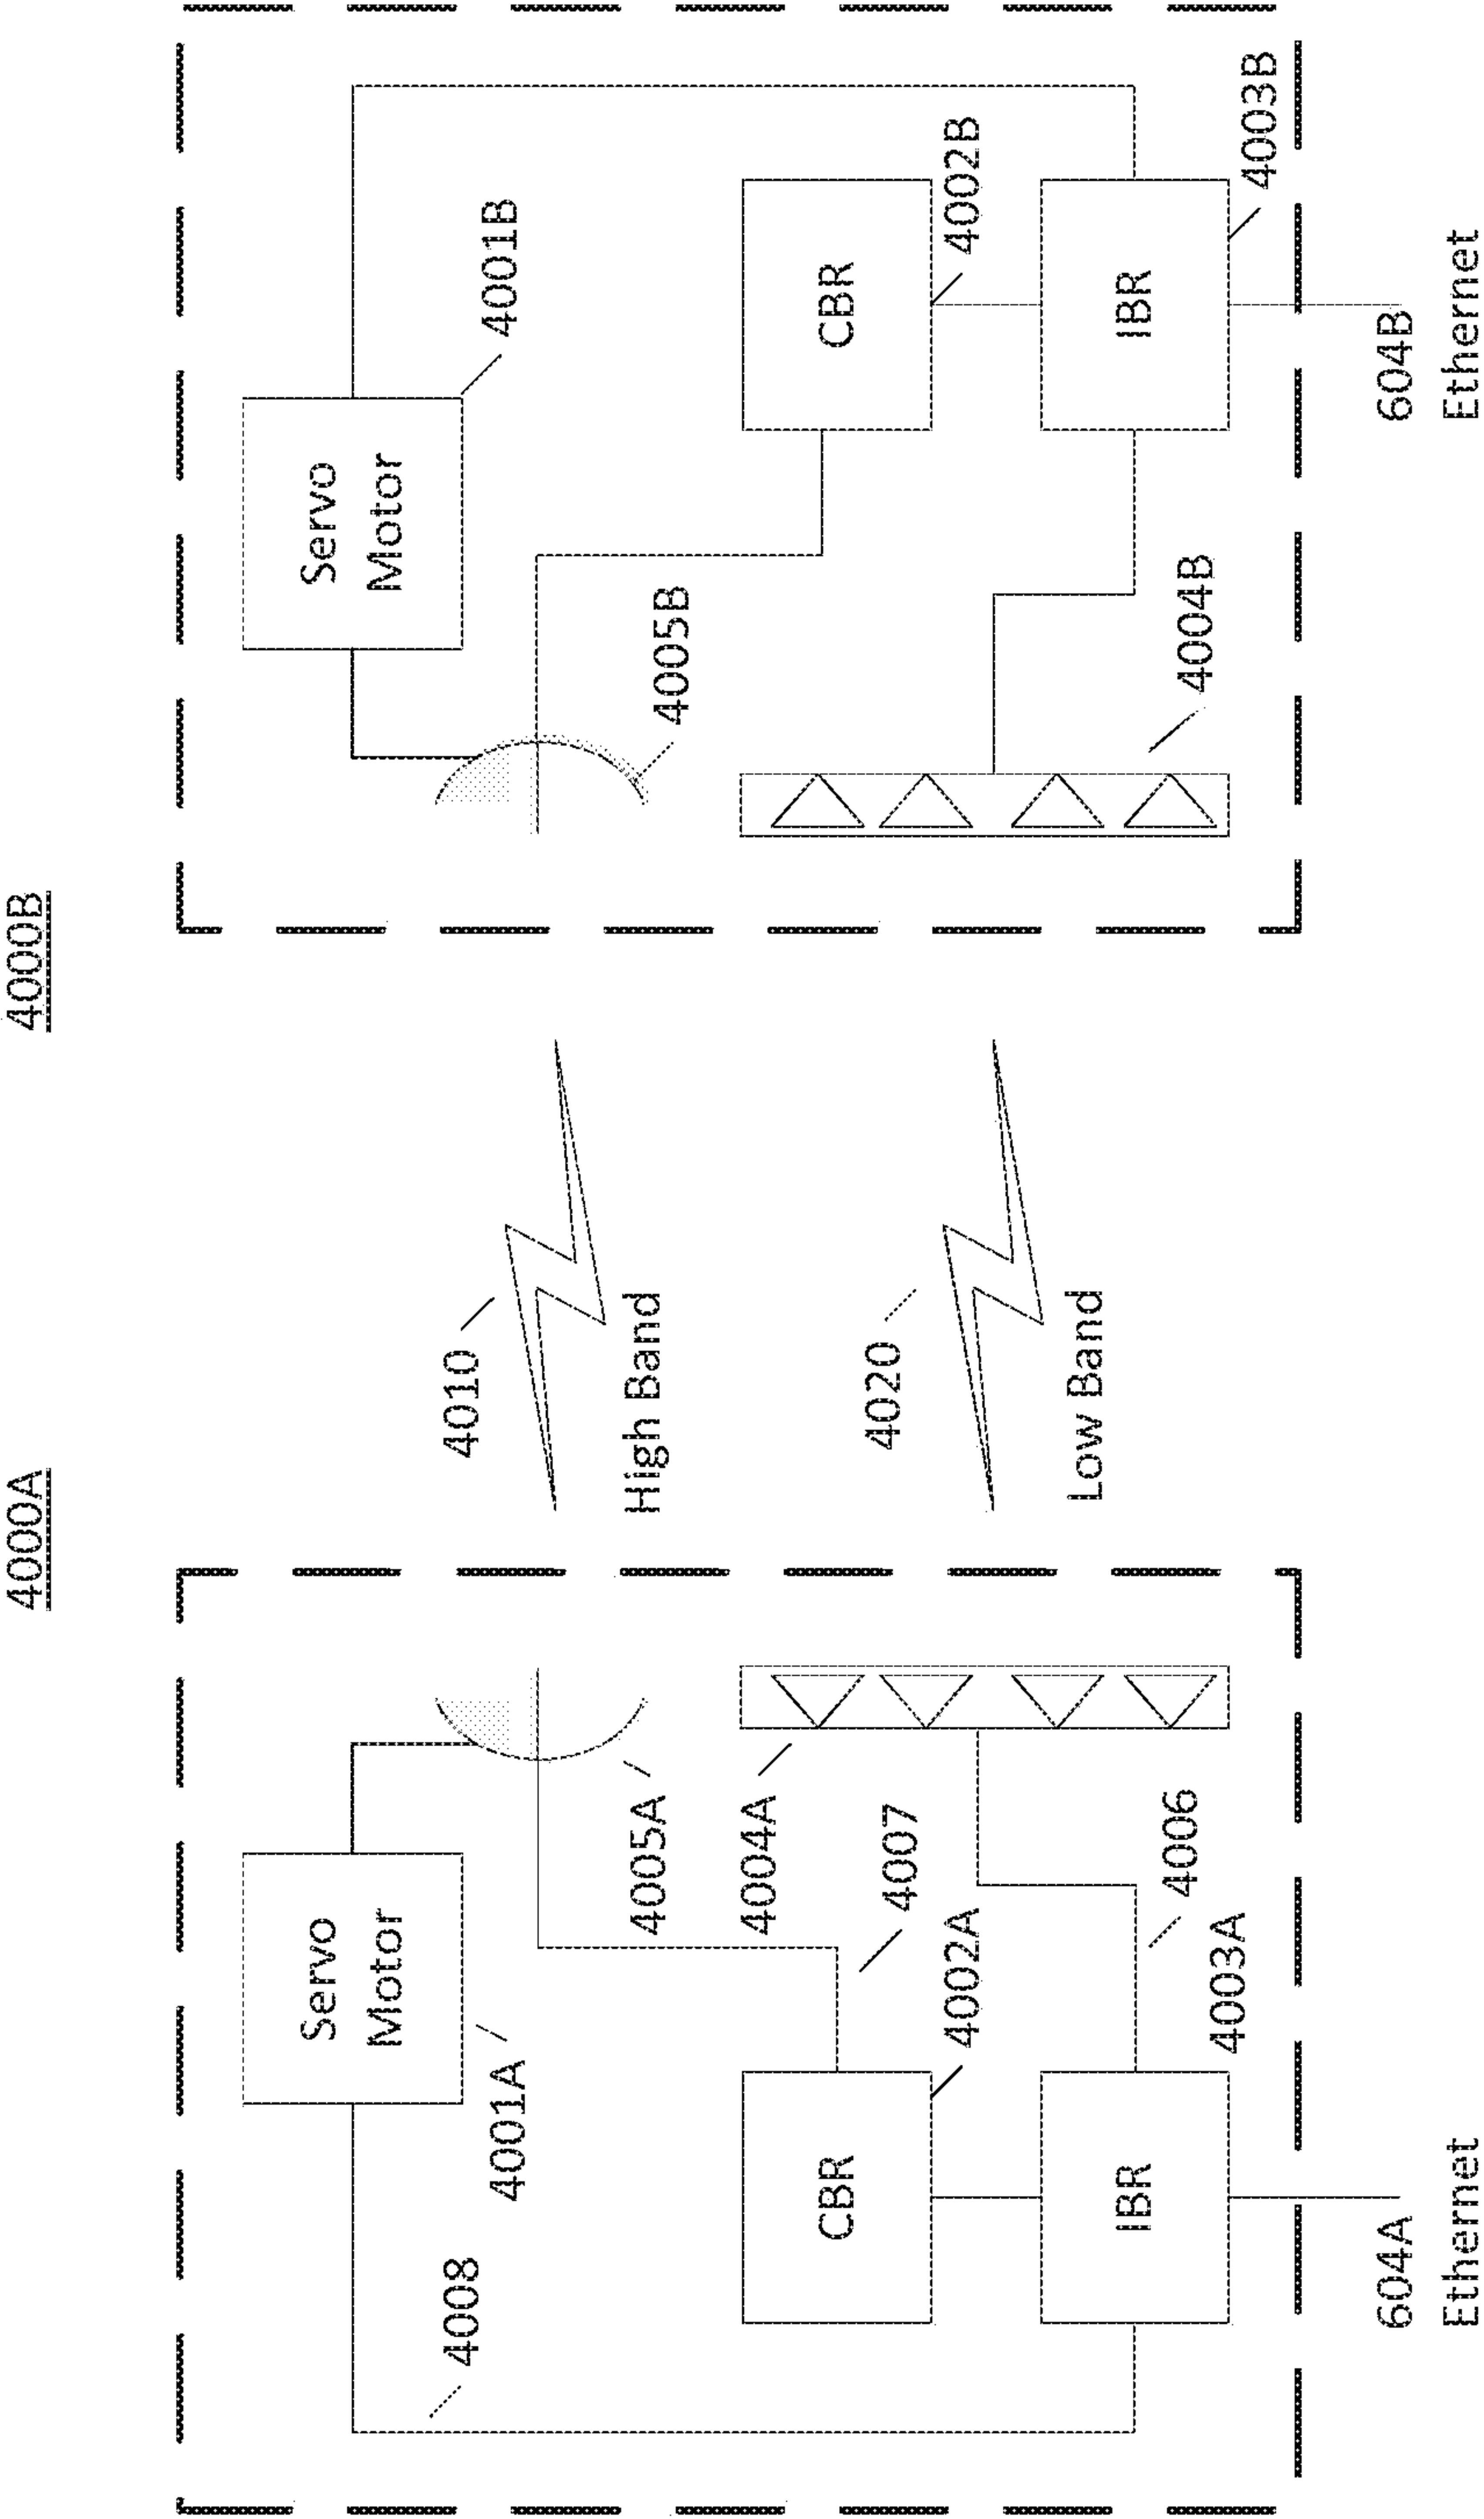 4000A
4000B
4008
Servo
Motor
4001A
4005A
4004A
4007
4002A
CBR
IBR
4006
4003A
604A
Ethernet
4010
High Band
4020
Low Band
Servo
Motor
4001B
4005B
CBR
4002B
IBR
4003B
4004B
604B
Ethernet